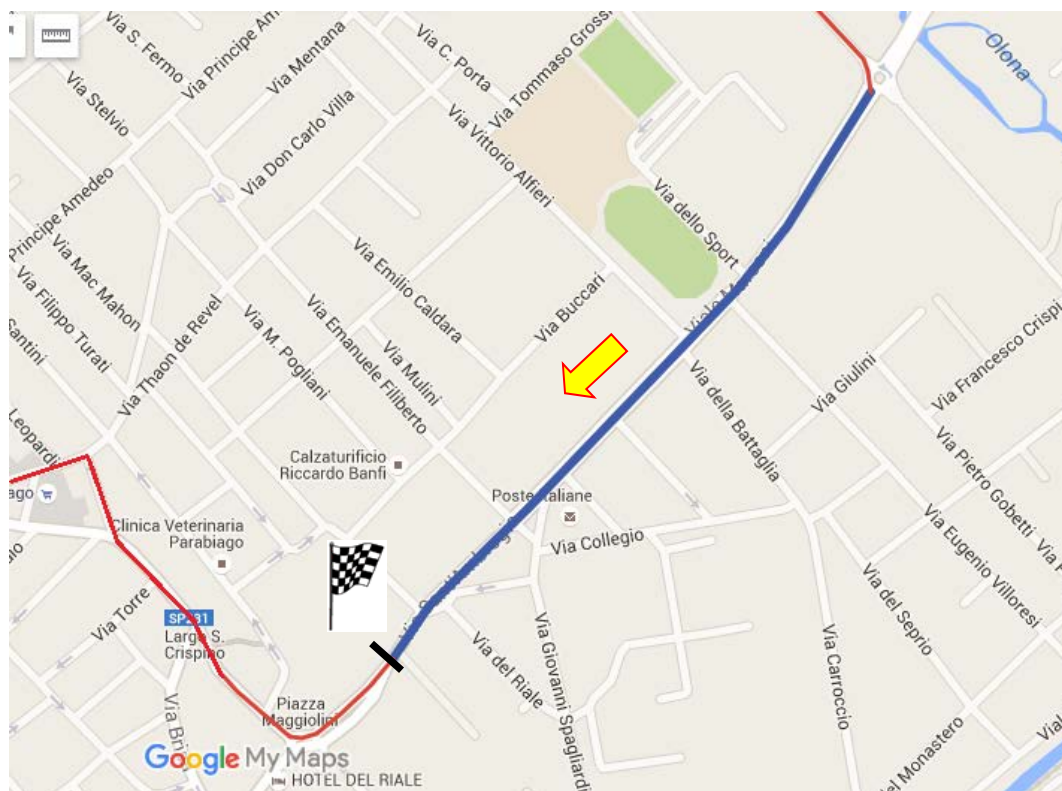 Via S. Fermo
Via Principe Am
Via Mentana
Via C. Porta
Via Tommaso Grossi
Olona
Via Stelvio
Via Don Carlo Villa
Via Vittorio Alfieri
Principe Amedeo
Via dello Sport
Via Mac Mahon
Via Emilio Caldara
Via Buccari
Via Filippo Turati
Via Thaon de Revel
Via M. Pogliani
Via Emanuele Filiberto
Via Mulini
Santini
Via della Battaglia
Via Giulini
Via Francesco Crispi
Leopardi
Calzaturificio
Riccardo Banfi
Via Pietro Gobetti
Via
ago
Poste Italiane
Clinica Veterinaria
Parabiago
Via Collegio
Via Eugenio Villoresi
Via Torre
SP231
Largo S.
Crispino
Via del Seprio
Via del Riale
Via Giovanni Spagliardi
Via Carroccio
Piazza
Maggiolini
Via Bri
del Monastero
Via
Google My Maps
HOTEL DEL RIALE